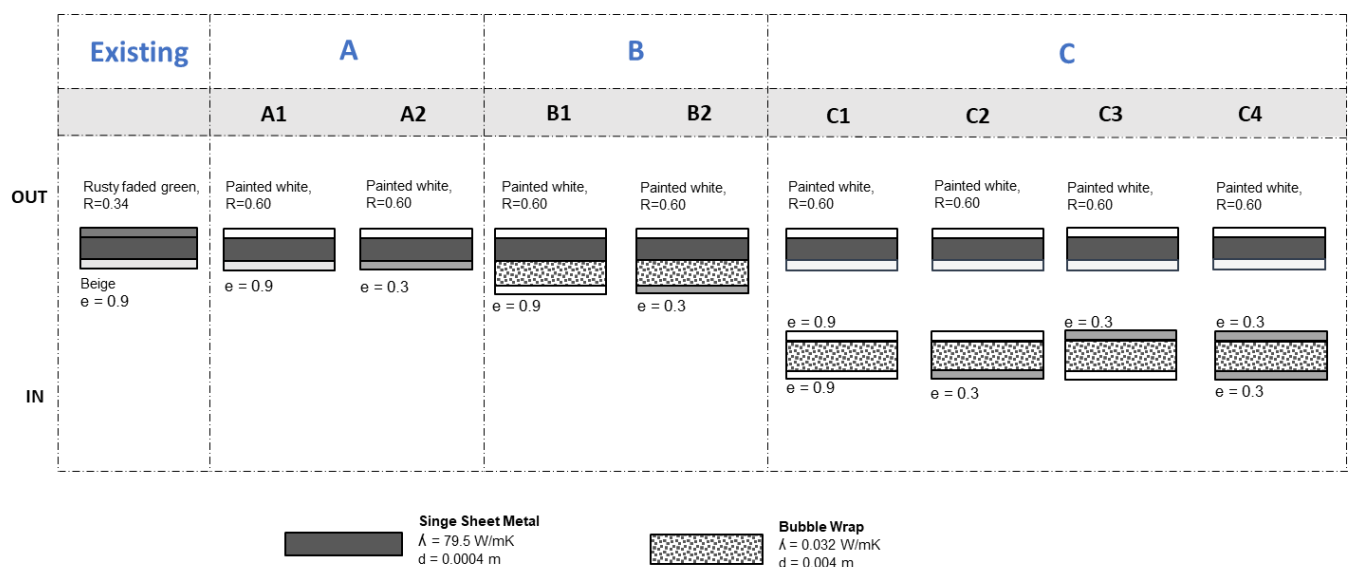 Existing A B C
A1 A2 B1 B2 C1 C2 C3 C4
OUT
Rusty faded green,
R=0.34
Painted white,
R=0.60
Painted white,
R=0.60
Painted white,
R=0.60
Painted white,
R=0.60
Painted white,
R=0.60
Painted white,
R=0.60
Painted white,
R=0.60
Painted white,
R=0.60
Beige
e = 0.9
e = 0.9
e = 0.3
e = 0.9
e = 0.3
e = 0.9
e = 0.3
e = 0.3
e = 0.9
e = 0.3
e = 0.3
IN
Singe Sheet Metal
ʎ = 79.5 W/mK
d = 0.0004 m
Bubble Wrap
ʎ = 0.032 W/mK
d = 0.004 m